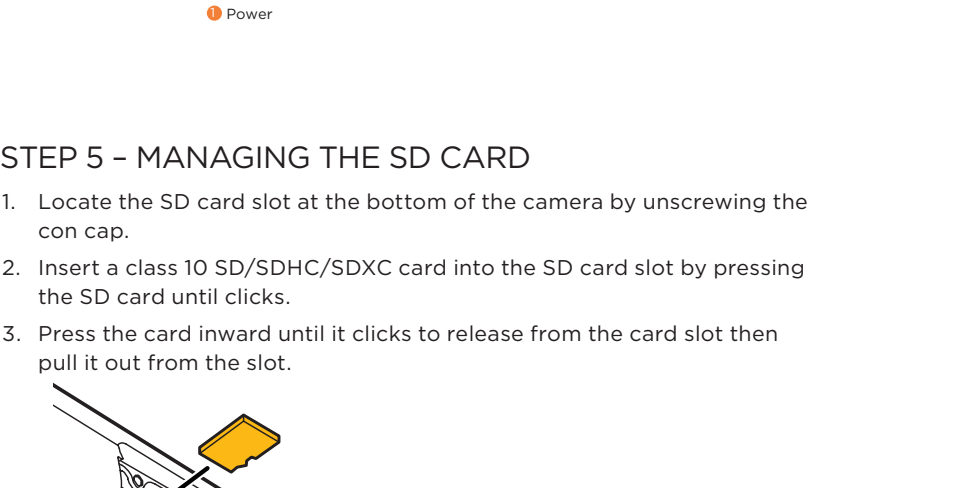 1 Power
STEP 5 – MANAGING THE SD CARD
1. Locate the SD card slot at the bottom of the camera by unscrewing the
con cap.
2. Insert a class 10 SD/SDHC/SDXC card into the SD card slot by pressing
the SD card until clicks.
3. Press the card inward until it clicks to release from the card slot then
pull it out from the slot.